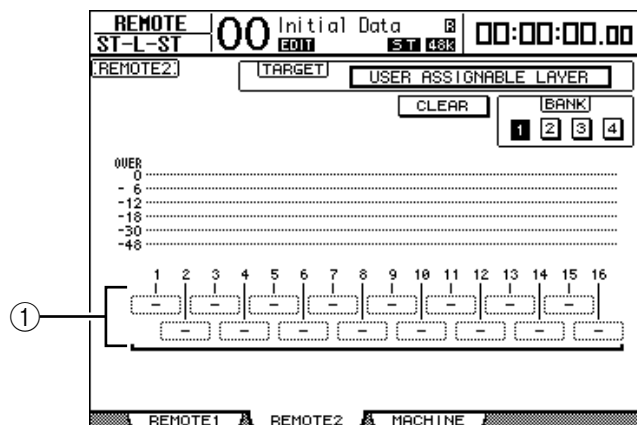 REMOTE
ST-L-ST
00 Initial Data
EDIT ST 48K
00:00:00.00
REMOTE2
TARGET USER ASSIGNABLE LAYER
CLEAR
BANK
1 2 3 4
OVER
0
- 6
-12
-18
-30
-48
1 2 3 4 5 6 7 8 9 10 11 12 13 14 15 16
- - - - - - - -
- - - - - - - -
1
REMOTE1 REMOTE2 MACHINE